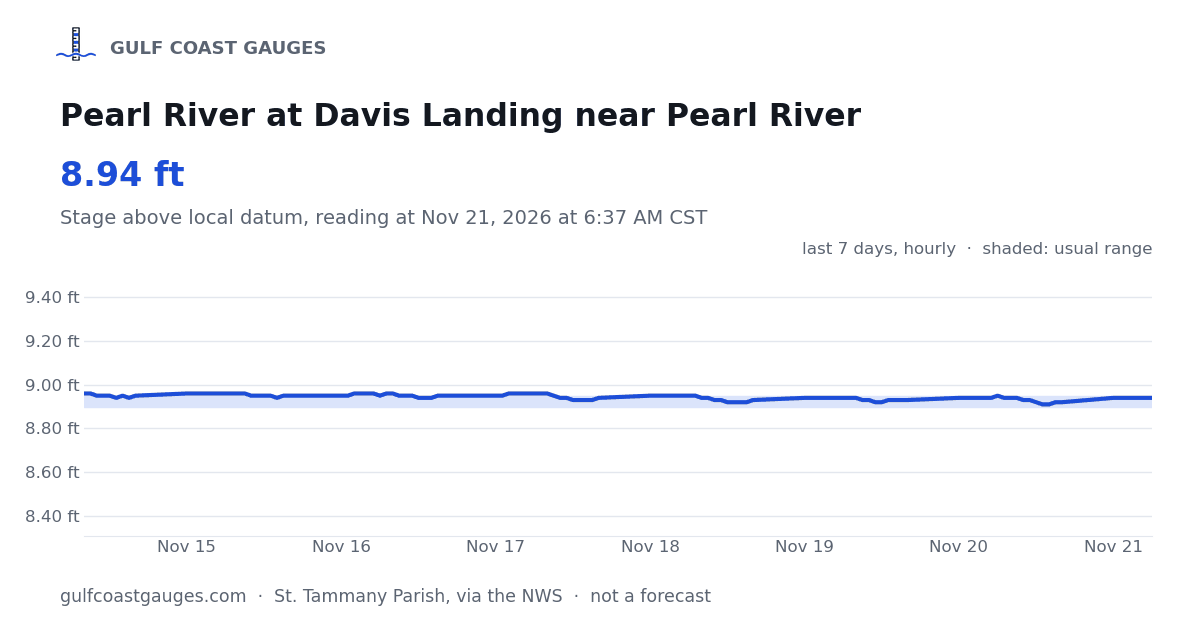 GULF COAST GAUGES
Pearl River at Davis Landing near Pearl River
8.94 ft
Stage above local datum, reading at Nov 21, 2026 at 6:37 AM CST
last 7 days, hourly · shaded: usual range
9.40 ft
9.20 ft
9.00 ft
8.80 ft
8.60 ft
8.40 ft
Nov 15 Nov 16 Nov 17 Nov 18 Nov 19 Nov 20 Nov 21
gulfcoastgauges.com · St. Tammany Parish, via the NWS · not a forecast